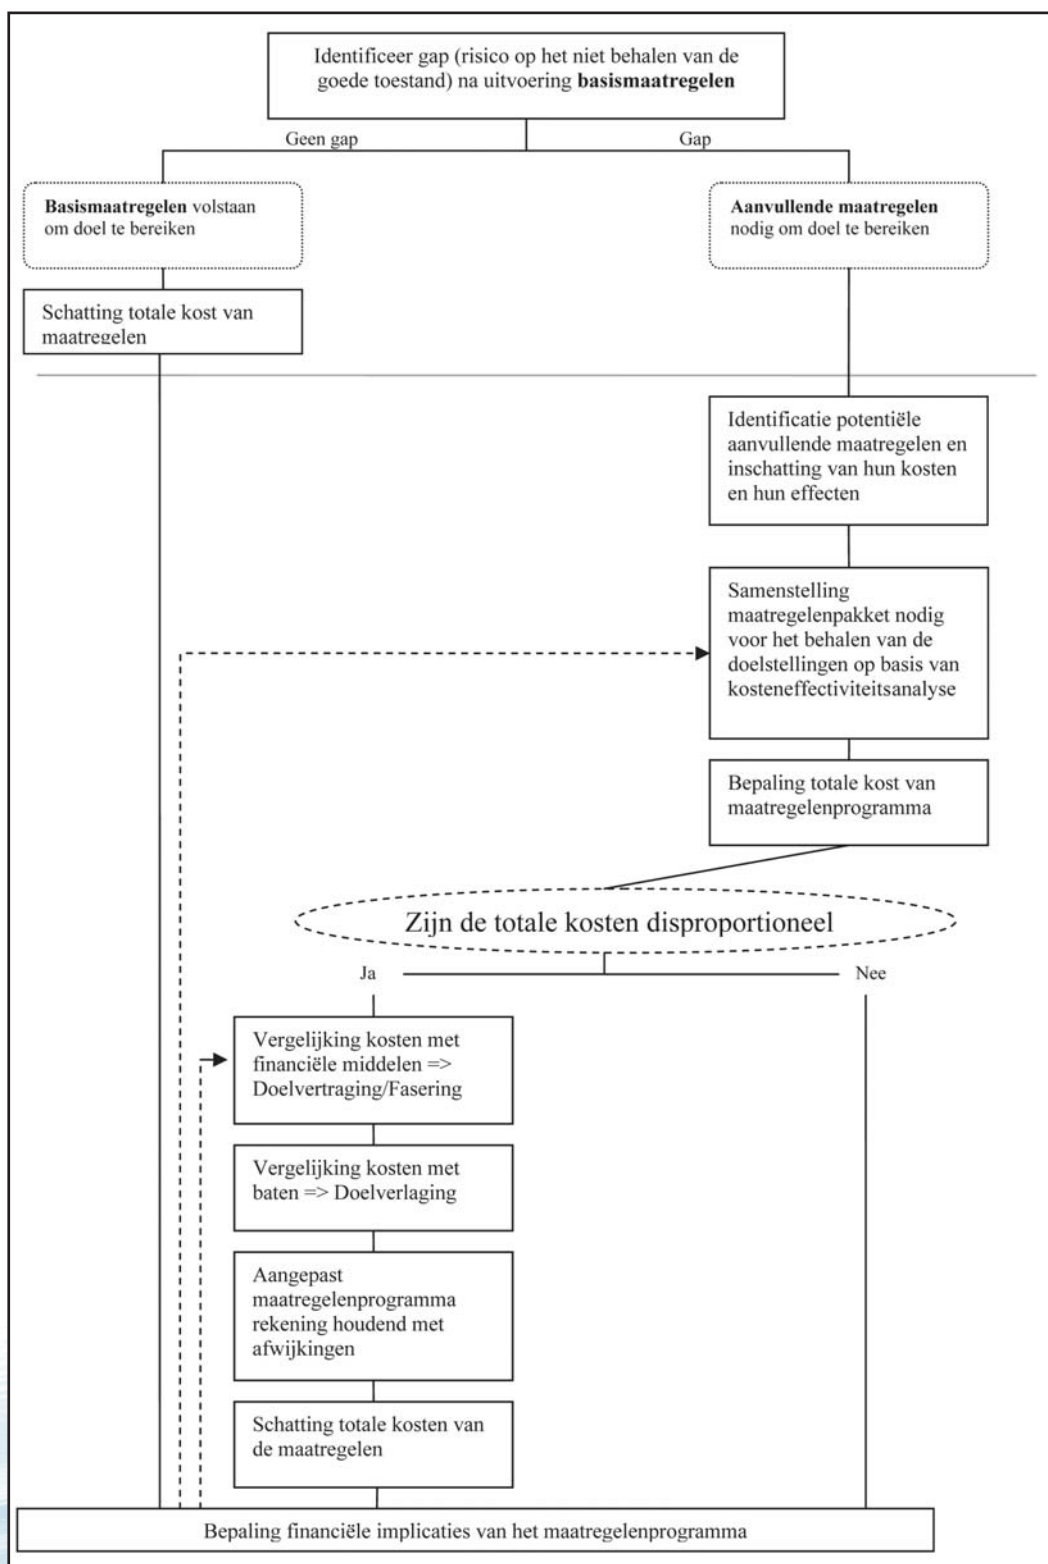 Identificeer gap (risico op het niet behalen van de
goede toestand) na uitvoering basismaatregelen
Geen gap
Gap
Basismaatregelen volstaan
om doel te bereiken
Aanvullende maatregelen
nodig om doel te bereiken
Schatting totale kost van
maatregelen
Identificatie potentiële
aanvullende maatregelen en
inschatting van hun kosten
en hun effecten
Samenstelling
maatregelenpakket nodig
voor het behalen van de
doelstellingen op basis van
kosteneffectiviteitsanalyse
Bepaling totale kost van
maatregelenprogramma
Zijn de totale kosten disproportioneel
Ja
Nee
Vergelijking kosten met
financiële middelen =>
Doelvertraging/Fasering
Vergelijking kosten met
baten => Doelverlaging
Aangepast
maatregelenprogramma
rekening houdend met
afwijkingen
Schatting totale kosten van
de maatregelen
Bepaling financiële implicaties van het maatregelenprogramma